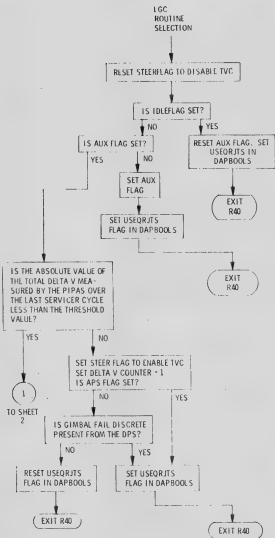 LGC
ROUTINE
SELECTION
RESET STEERFLAG TO DISABLE TVC
IS IDLEFLAG SET?
NO
YES
IS AUX FLAG SET?
RESET AUX FLAG, SET
USEQRJTS IN
DAPBOOLS
YES
NO
SET AUX
FLAG
EXIT
R40
SET USEQRJTS
FLAG IN DAPBOOLS
EXIT
R40
IS THE ABSOLUTE VALUE OF
THE TOTAL DELTA V MEA-
SURED BY THE PIPAS OVER
THE LAST SERVICER CYCLE
LESS THAN THE THRESHOLD
VALUE?
YES
NO
1
TO SHEET
2
SET STEER FLAG TO ENABLE TVC
SET DELTA V COUNTER = 1
IS APS FLAG SET?
NO
YES
IS GIMBAL FAIL DISCRETE
PRESENT FROM THE DPS?
NO
YES
RESET USEQRJTS
FLAG IN DAPBOOLS
SET USEQRJTS
FLAG IN DAPBOOLS
EXIT R40
EXIT R40